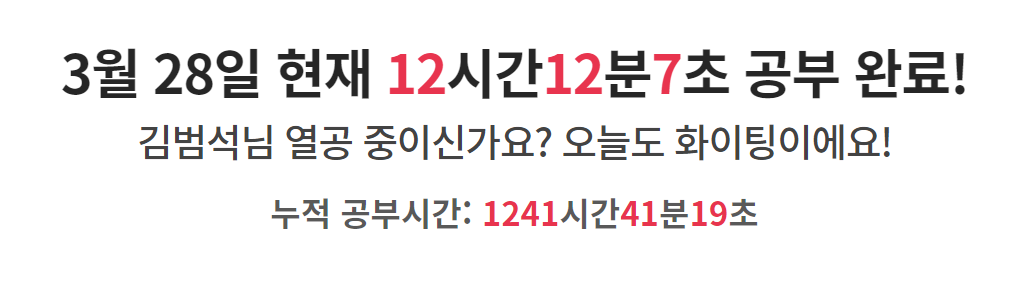 3월 28일 현재 12시간12분7초 공부 완료!
김범석님 열공 중이신가요? 오늘도 화이팅이에요!
누적 공부시간: 1241시간41분19초